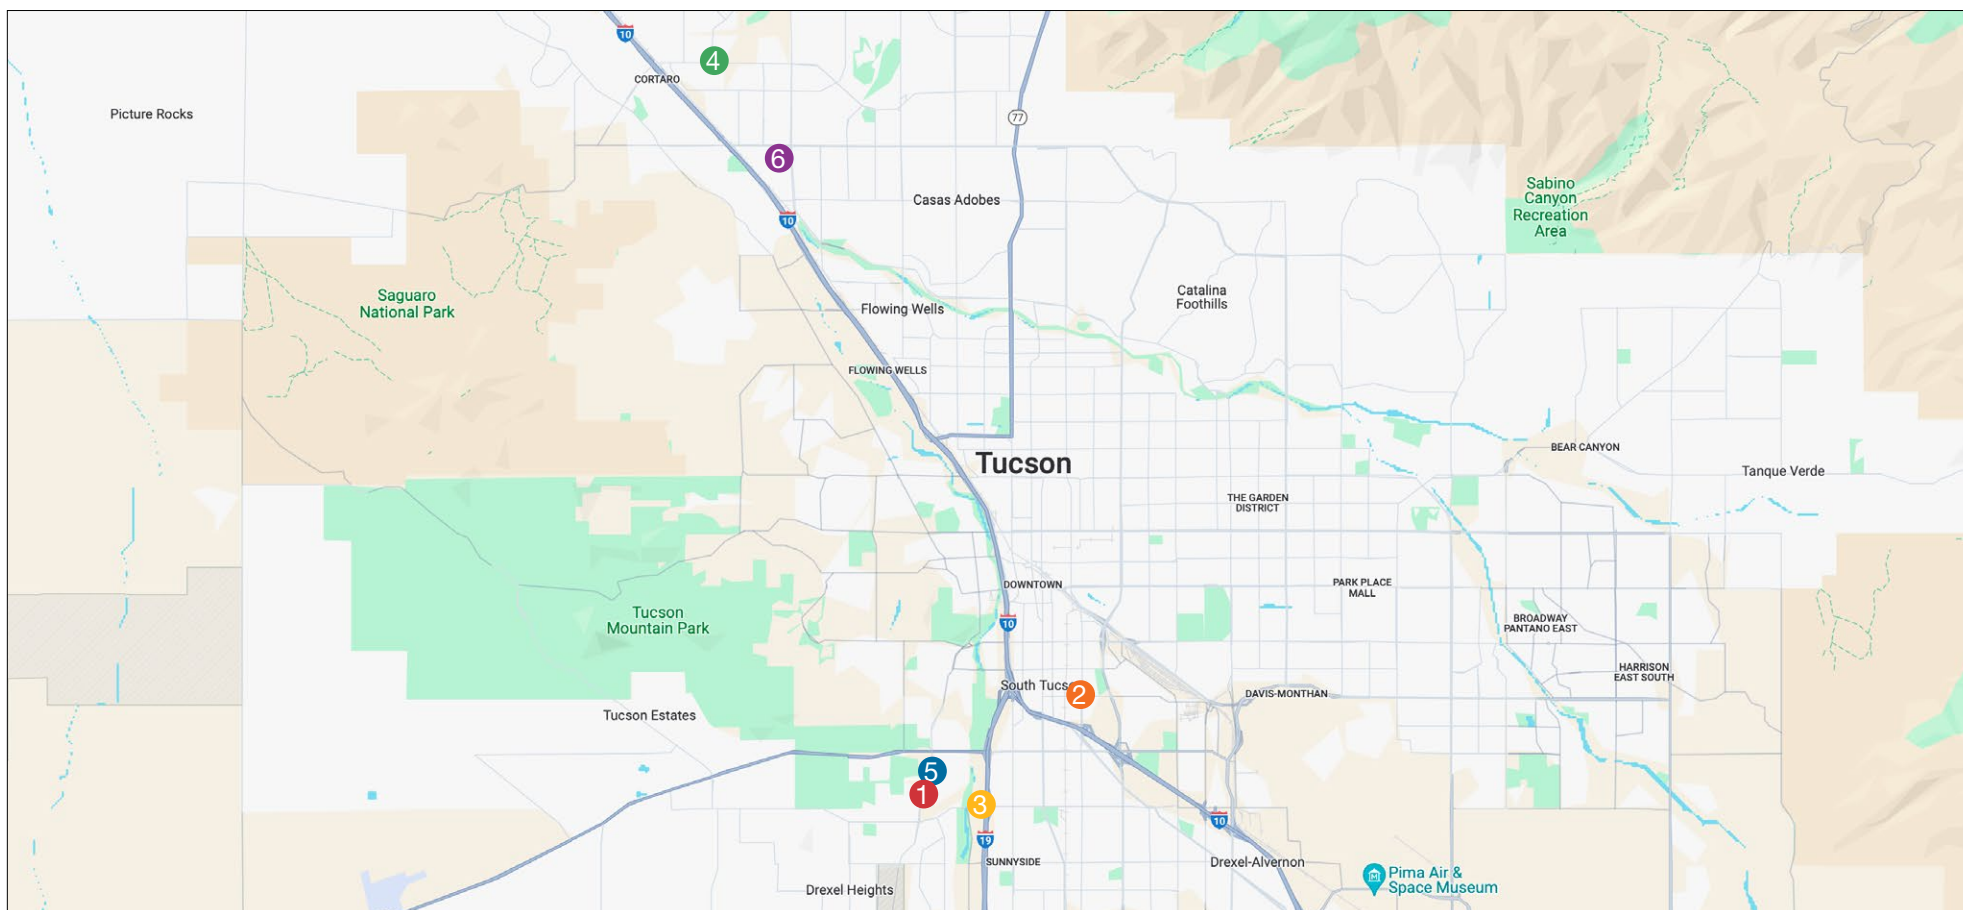 10
4
CORTARO
Picture Rocks
77
6
Sabino
Canyon
Recreation
Area
Casas Adobes
10
Saguaro
National Park
Catalina
Foothills
Flowing Wells
FLOWING WELLS
Tucson
BEAR CANYON
Tanque Verde
THE GARDEN
DISTRICT
DOWNTOWN
PARK PLACE
MALL
Tucson
Mountain Park
10
BROADWAY
PANTANO EAST
HARRISON
EAST SOUTH
South Tucs
2
DAVIS-MONTHAN
Tucson Estates
5
1
3
10
19
SUNNYSIDE
Drexel-Alvernon
Drexel Heights
Pima Air &
Space Museum